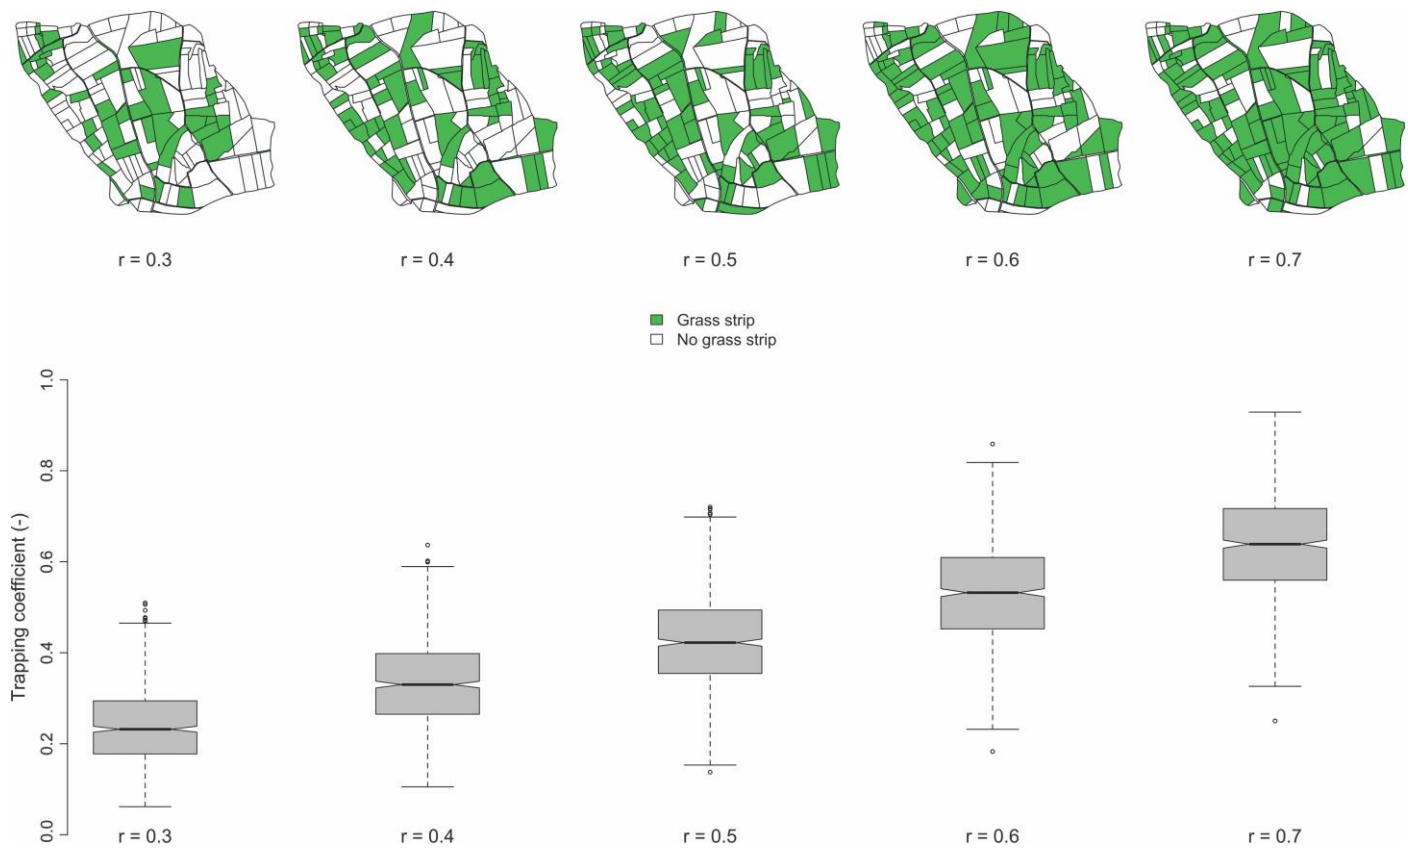 r = 0.3
r = 0.4
r = 0.5
r = 0.6
r = 0.7
Grass strip
No grass strip
Trapping coefficient (-)
1.0
0.8
0.6
0.4
0.2
0.0
r = 0.3
r = 0.4
r = 0.5
r = 0.6
r = 0.7